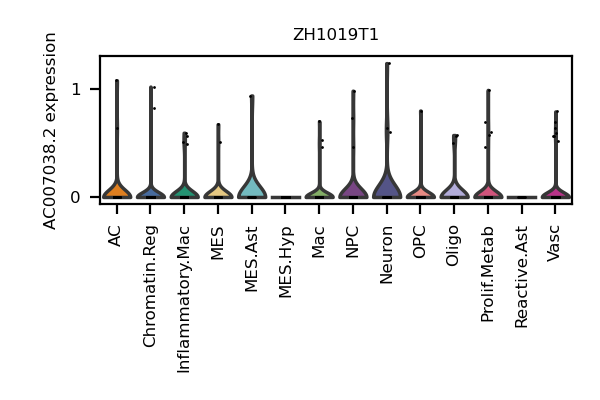 ZH1019T1
AC007038.2 expression
1
0
AC
Chromatin.Reg
Inflammatory.Mac
MES
MES.Ast
MES.Hyp
Mac
NPC
Neuron
OPC
Oligo
Prolif.Metab
Reactive.Ast
Vasc